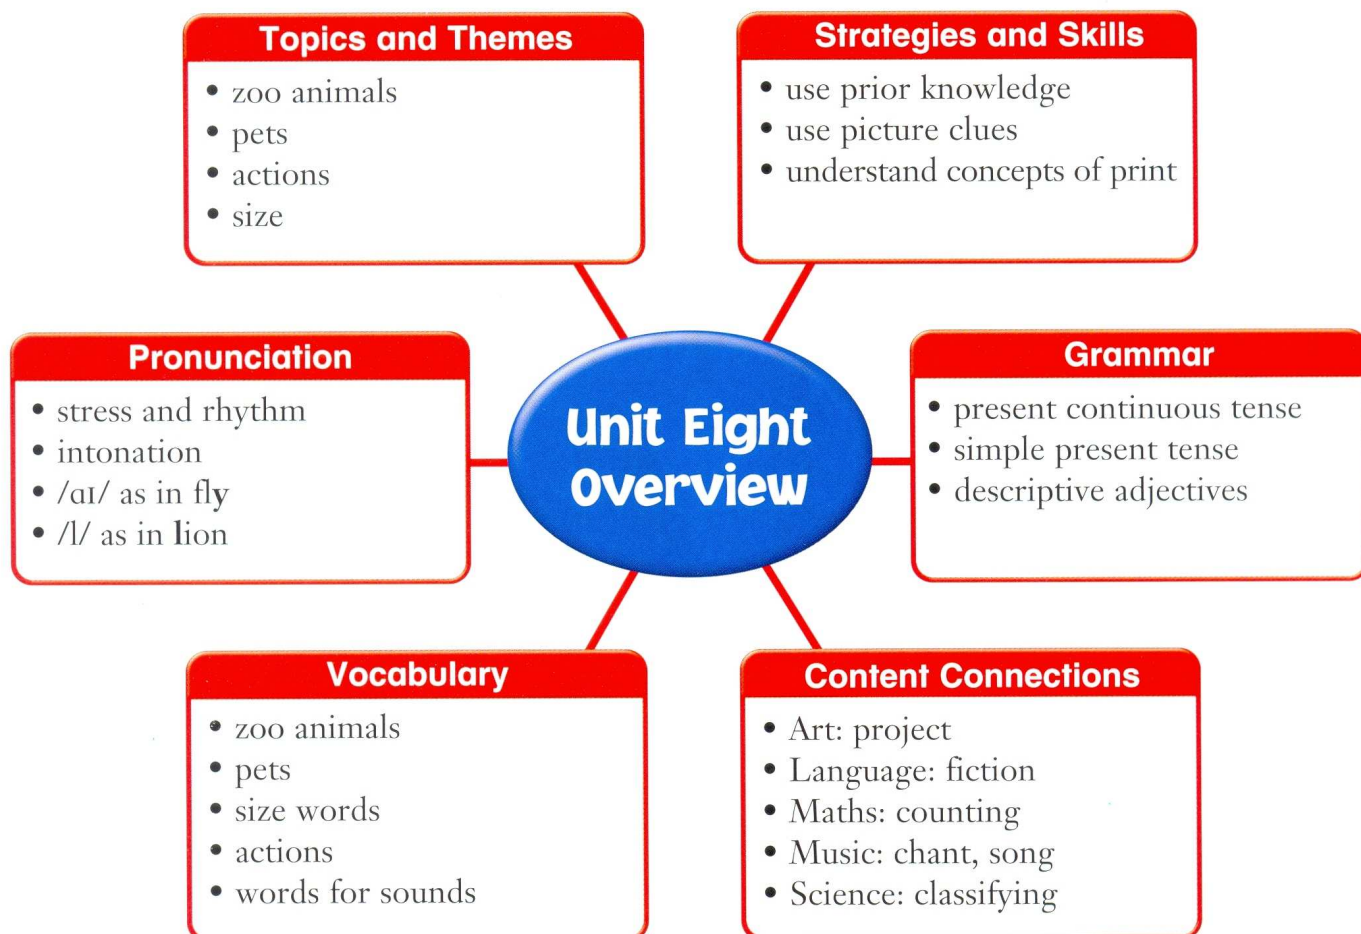 Topics and Themes
• zoo animals
• pets
• actions
• size
Strategies and Skills
• use prior knowledge
• use picture clues
• understand concepts of print
Pronunciation
• stress and rhythm
• intonation
• /ɑɪ/ as in fly
• /l/ as in lion
Unit Eight
Overview
Grammar
• present continuous tense
• simple present tense
• descriptive adjectives
Vocabulary
• zoo animals
• pets
• size words
• actions
• words for sounds
Content Connections
• Art: project
• Language: fiction
• Maths: counting
• Music: chant, song
• Science: classifying